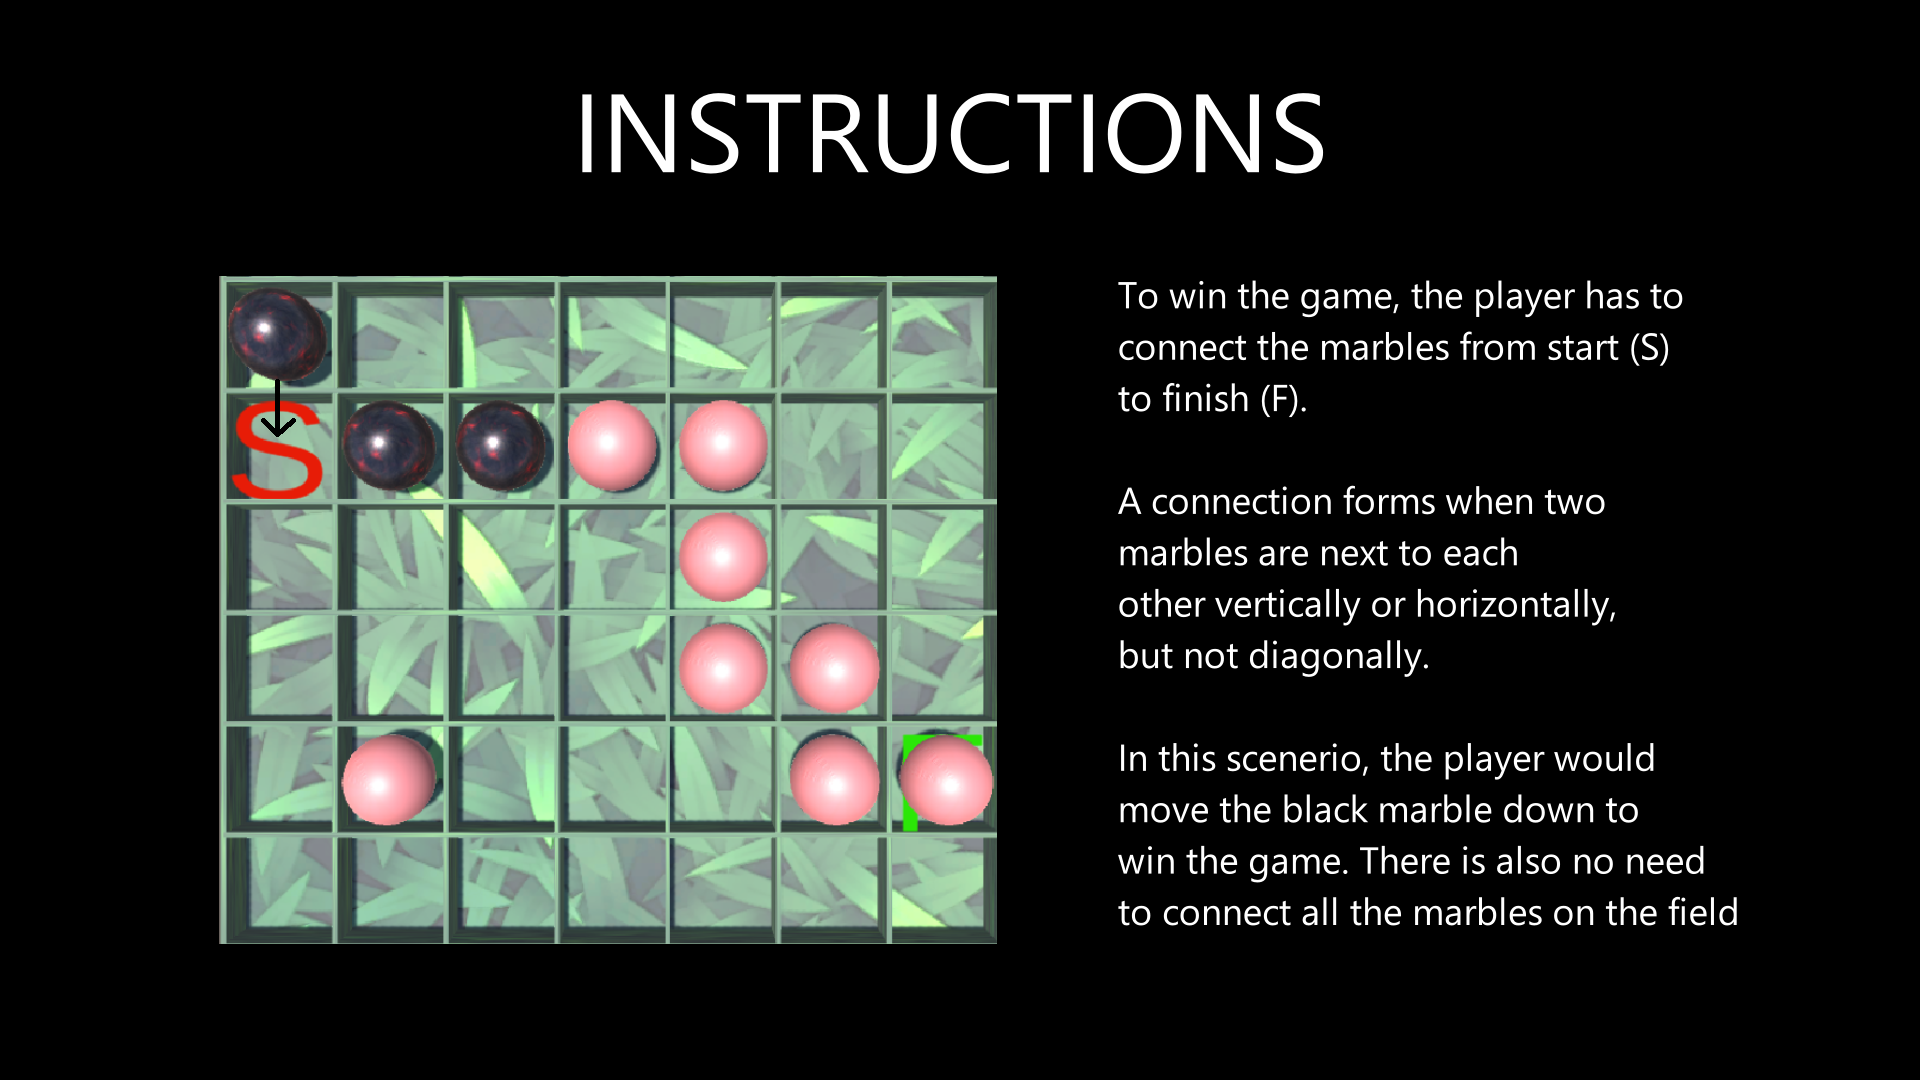 INSTRUCTIONS
S
To win the game, the player has to
connect the marbles from start (S)
to finish (F).
A connection forms when two
marbles are next to each
other vertically or horizontally,
but not diagonally.
In this scenerio, the player would
move the black marble down to
win the game. There is also no need
to connect all the marbles on the field